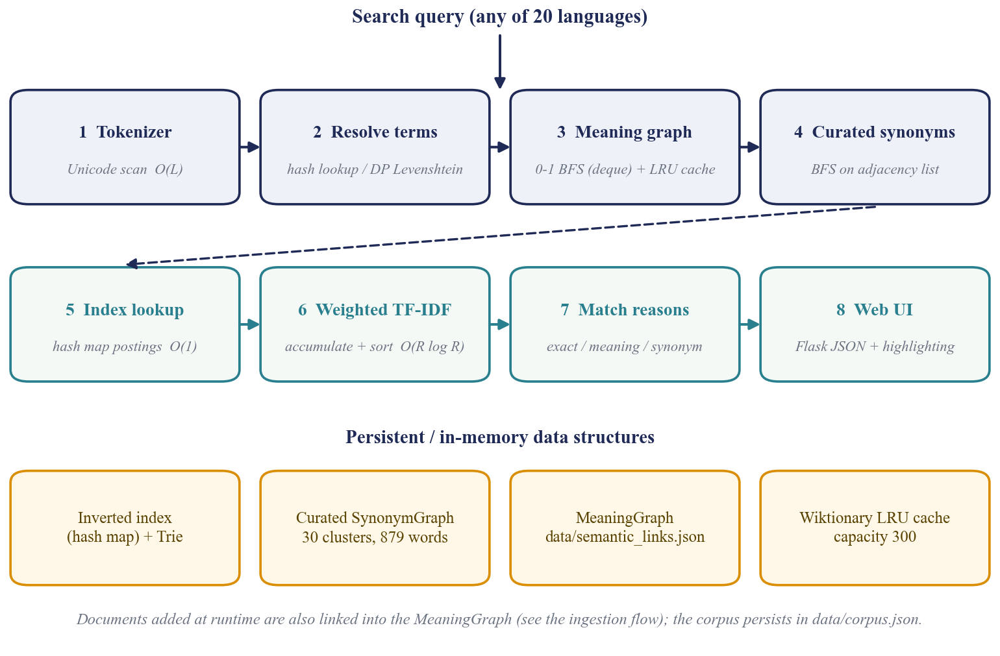 Search query (any of 20 languages)
1 Tokenizer
Unicode scan O(L)
2 Resolve terms
hash lookup / DP Levenshtein
3 Meaning graph
0-1 BFS (deque) + LRU cache
4 Curated synonyms
BFS on adjacency list
5 Index lookup
hash map postings O(1)
6 Weighted TF-IDF
accumulate + sort O(R log R)
7 Match reasons
exact / meaning / synonym
8 Web UI
Flask JSON + highlighting
Persistent / in-memory data structures
Inverted index
(hash map) + Trie
Curated SynonymGraph
30 clusters, 879 words
MeaningGraph
data/semantic_links.json
Wiktionary LRU cache
capacity 300
Documents added at runtime are also linked into the MeaningGraph (see the ingestion flow); the corpus persists in data/corpus.json.